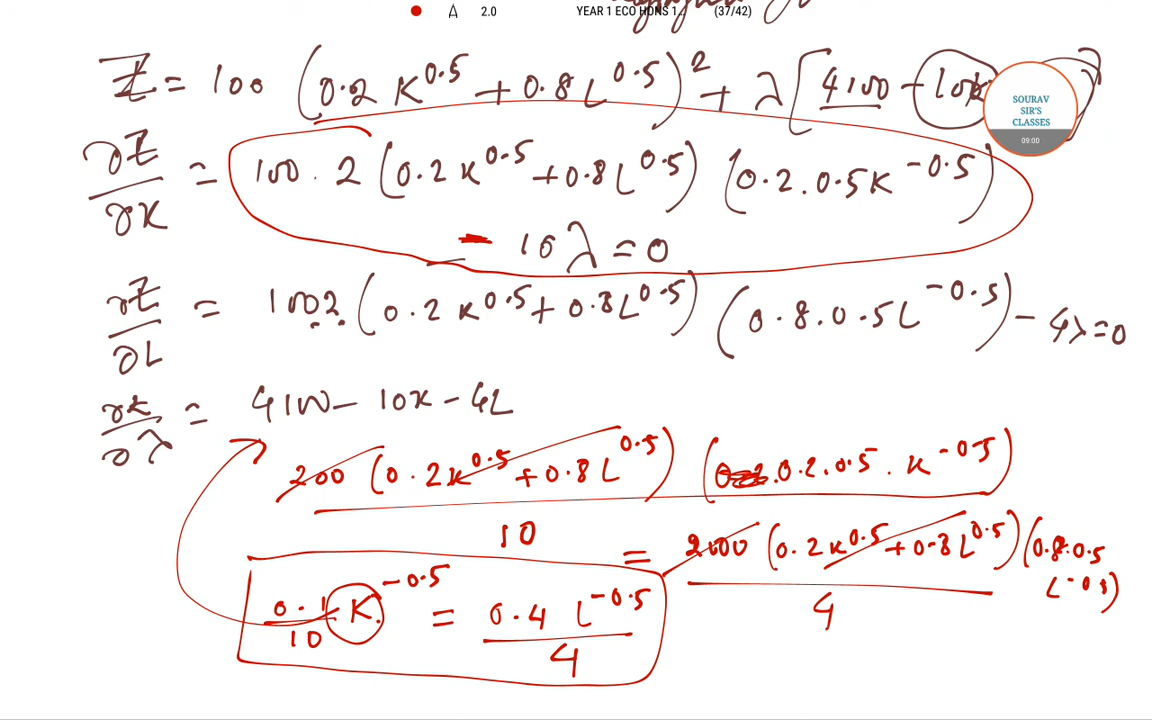 2.0 YEAR 1 ECO HONS 1... (37/42)
Z = 100 (0.2 K^0.5 + 0.8 L^0.5)^2 + λ [4100 - 10k
SOURAV
SIR'S
CLASSES
09:00
∂Z/∂K = 100 . 2 (0.2 K^0.5 + 0.8 L^0.5) (0.2 . 0.5 K^-0.5)
- 10 λ = 0
∂Z/∂L = 100 2 . (0.2 K^0.5 + 0.8 L^0.5) (0.8 . 0.5 L^-0.5) - 4λ = 0
∂Z/∂λ = 4100 - 10K - 4L
200 (0.2 K^0.5 + 0.8 L^0.5) (0.2 . 0.5 . K^-0.5)
10
= 200 (0.2 K^0.5 + 0.8 L^0.5) (0.8 . 0.5 L^-0.5)
4
0.1/10 K^-0.5 = 0.4 L^-0.5 / 4